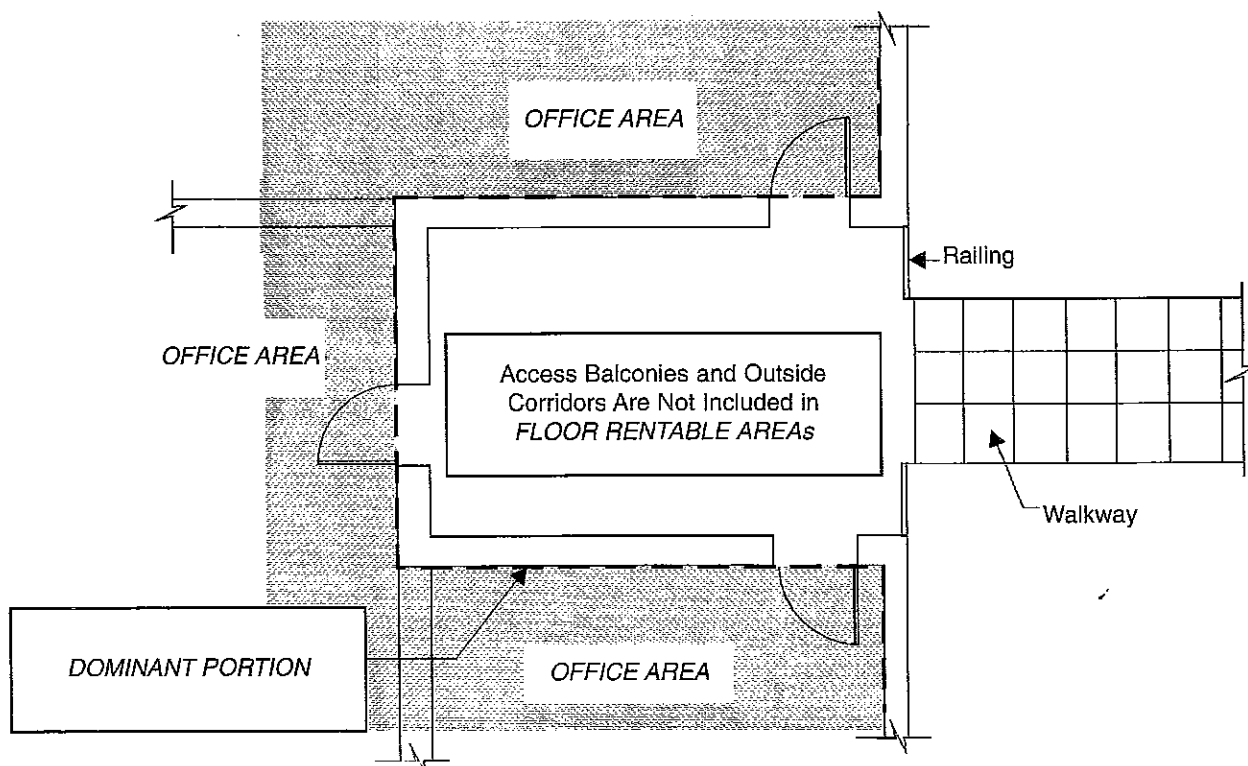 OFFICE AREA
Railing
OFFICE AREA
Access Balconies and Outside
Corridors Are Not Included in
FLOOR RENTABLE AREAs
Walkway
DOMINANT PORTION
OFFICE AREA